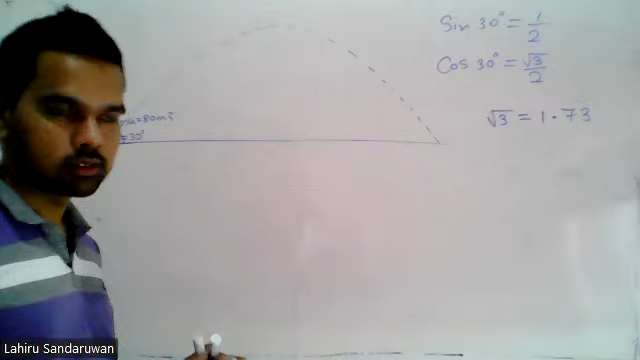 Sin 30° = 1/2
Cos 30° = √3/2
√3 = 1.73
u=80ms⁻¹
=30°
Lahiru Sandaruwan